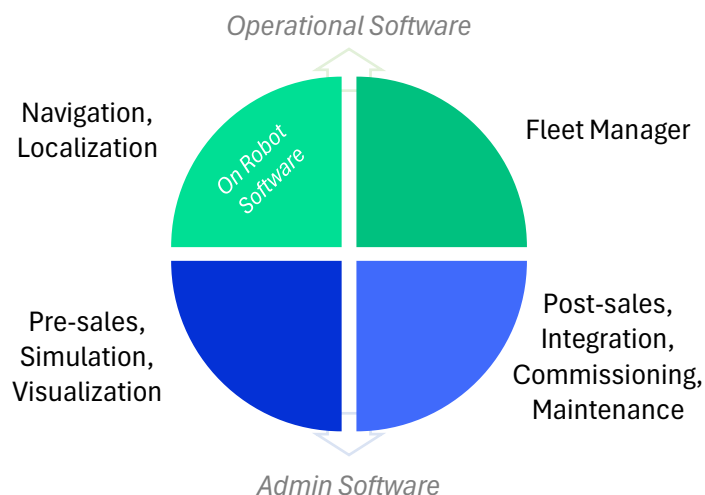 Operational Software
Navigation,
Localization
On Robot
Software
Fleet Manager
Pre-sales,
Simulation,
Visualization
Post-sales,
Integration,
Commissioning,
Maintenance
Admin Software